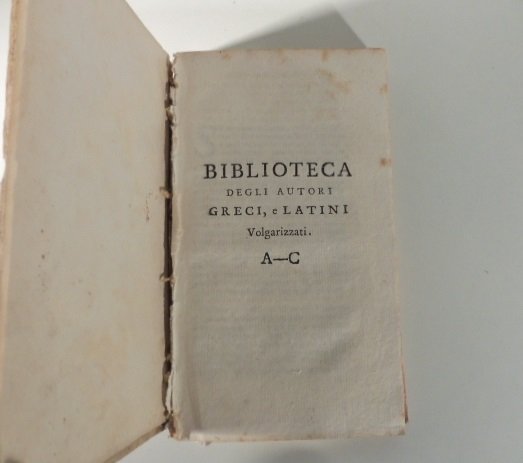 BIBLIOTECA
DEGLI AUTORI
GRECI, e LATINI
Volgarizzati.
A—C